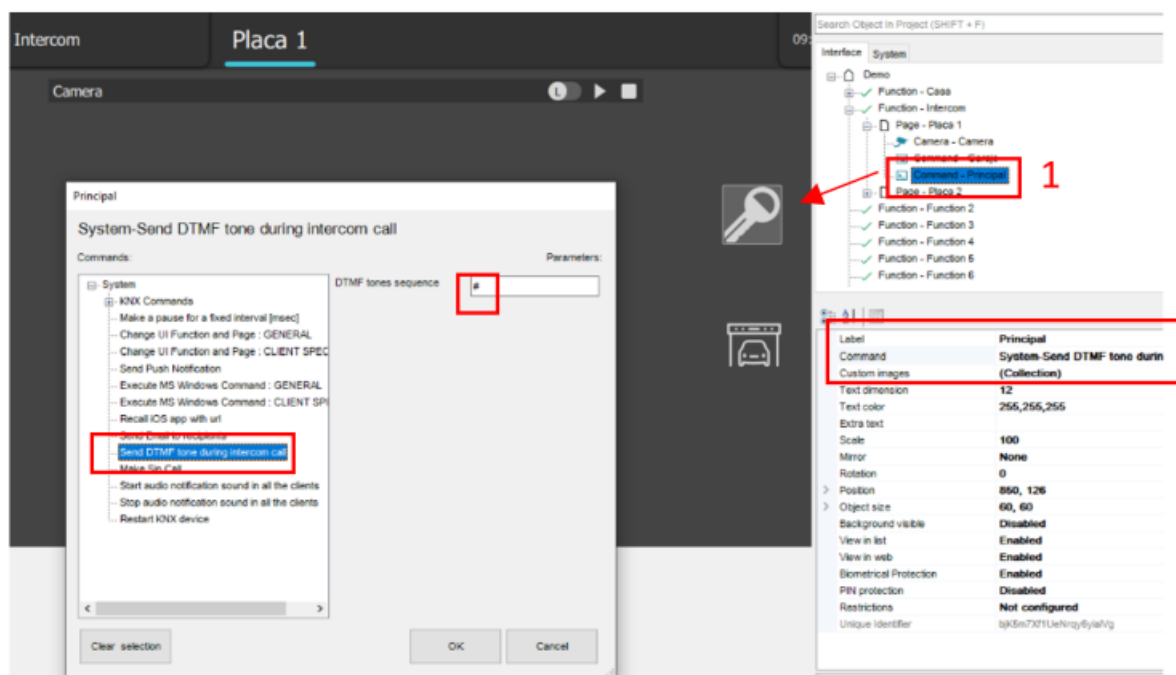 Intercom
Placa 1
09:
Camera
L
Principal
System-Send DTMF tone during intercom call
Commands:
Parameters:
System
KNX Commands
Make a pause for a fixed interval [msec]
Change UI Function and Page : GENERAL
Change UI Function and Page : CLIENT SPEC
Send Push Notification
Execute MS Windows Command : GENERAL
Execute MS Windows Command : CLIENT SPI
Recall iOS app with url
Send Email to recipients
Send DTMF tone during intercom call
Make Sip Call
Start audio notification sound in all the clients
Stop audio notification sound in all the clients
Restart KNX device
DTMF tones sequence
#
Clear selection
OK
Cancel
Search Object In Project (SHIFT + F)
Interface System
Demo
Function - Casa
Function - Intercom
Page - Placa 1
Camera - Camera
Command - Garaje
Command - Principal
Page - Placa 2
Function - Function 2
Function - Function 3
Function - Function 4
Function - Function 5
Function - Function 6
1
Label Principal
Command System-Send DTMF tone durin
Custom images (Collection)
Text dimension 12
Text color 255,255,255
Extra text
Scale 100
Mirror None
Rotation 0
Position 850, 126
Object size 60, 60
Background visible Disabled
View in list Enabled
View in web Enabled
Biometrical Protection Enabled
PIN protection Disabled
Restrictions Not configured
Unique Identifier